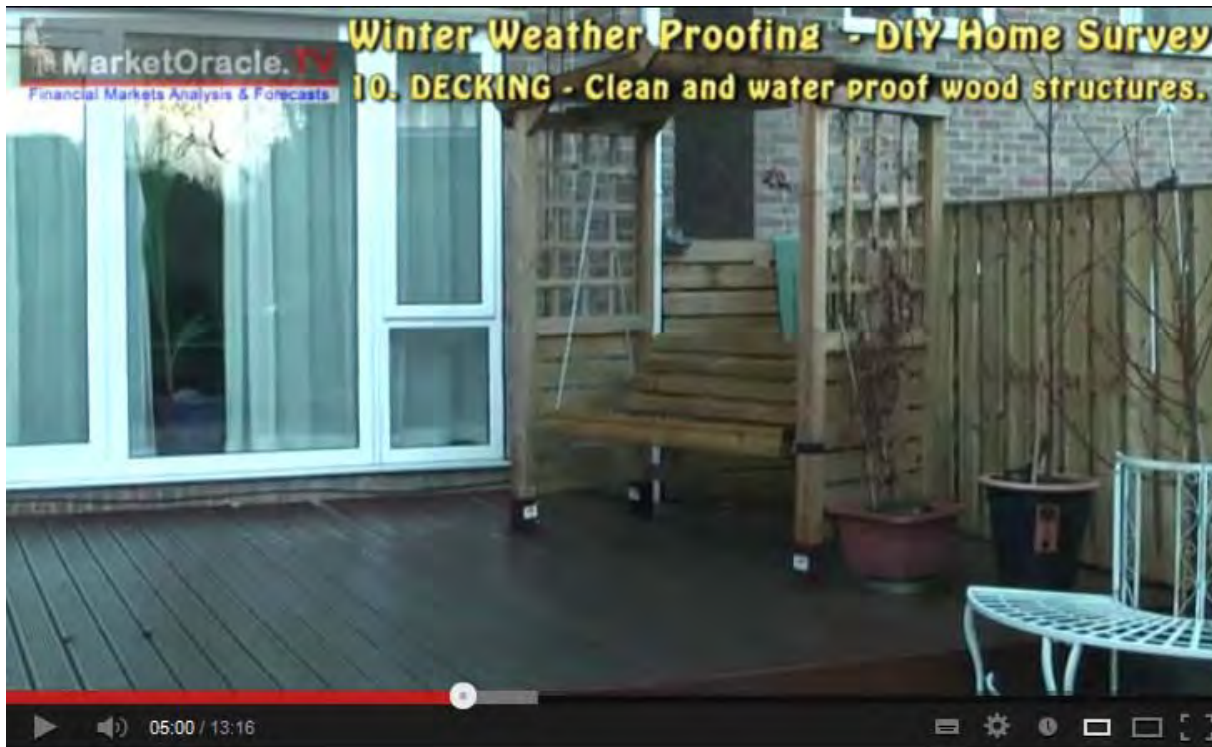 Winter Weather Proofing - DIY Home Survey
MarketOracle.TV
Financial Markets Analysis & Forecasts
10. DECKING - Clean and water proof wood structures.
05:00 / 13:16